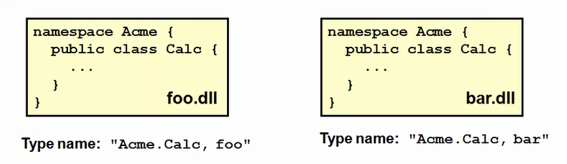 namespace Acme {
public class Calc {
...
}
}
foo.dll
Type name: "Acme.Calc, foo"
namespace Acme {
public class Calc {
...
}
}
bar.dll
Type name: "Acme.Calc, bar"